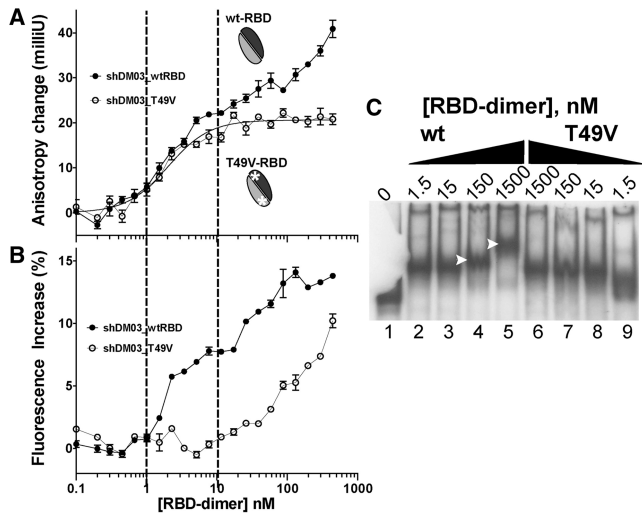 A
Anisotropy change (milliU)
40
30
20
10
0
shDM03_wtRBD
shDM03_T49V
wt-RBD
T49V-RBD
B
Fluorescence Increase (%)
15
10
5
0
shDM03_wtRBD
shDM03_T49V
0.1 1 10 100 1000
[RBD-dimer] nM
C
[RBD-dimer], nM
wt T49V
0 1.5 15 150 1500 1500 150 15 1.5
1 2 3 4 5 6 7 8 9